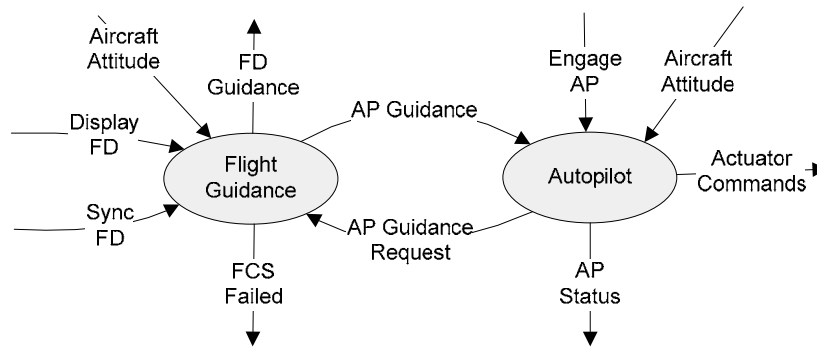 Aircraft
Attitude
FD
Guidance
Engage
AP
Aircraft
Attitude
AP Guidance
Display
FD
Flight
Guidance
Autopilot
Actuator
Commands
Sync
FD
AP Guidance
Request
FCS
Failed
AP
Status